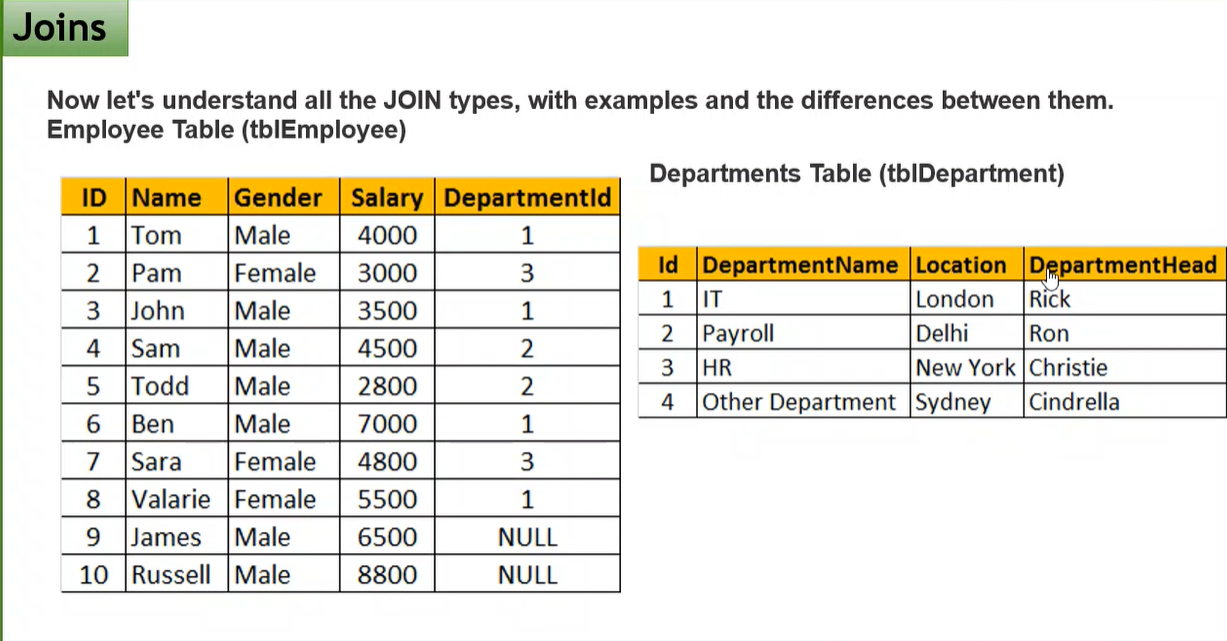 Joins
Now let's understand all the JOIN types, with examples and the differences between them.
Employee Table (tblEmployee)
ID Name Gender Salary DepartmentId
1 Tom Male 4000 1
2 Pam Female 3000 3
3 John Male 3500 1
4 Sam Male 4500 2
5 Todd Male 2800 2
6 Ben Male 7000 1
7 Sara Female 4800 3
8 Valarie Female 5500 1
9 James Male 6500 NULL
10 Russell Male 8800 NULL
Departments Table (tblDepartment)
Id DepartmentName Location DepartmentHead
1 IT London Rick
2 Payroll Delhi Ron
3 HR New York Christie
4 Other Department Sydney Cindrella